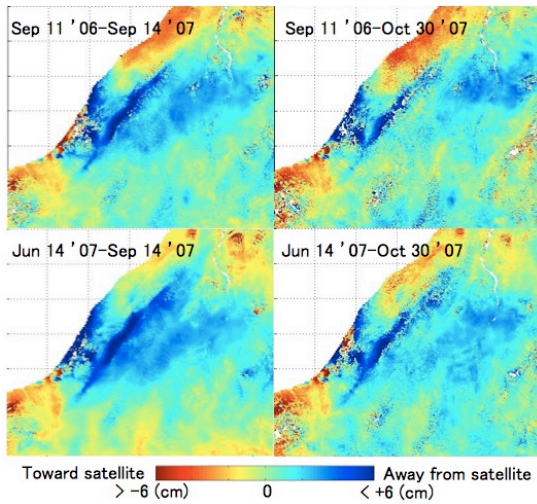 Sep 11 '06-Sep 14 '07
Sep 11 '06-Oct 30 '07
Jun 14 '07-Sep 14 '07
Jun 14 '07-Oct 30 '07
Toward satellite
Away from satellite
> -6 (cm)
0
< +6 (cm)